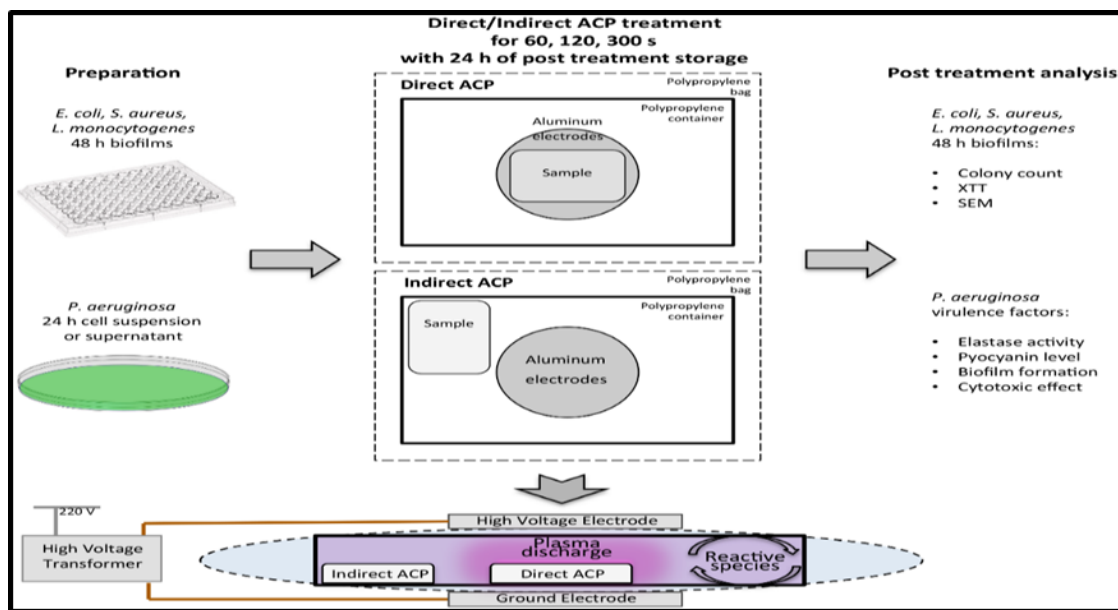 Preparation
E. coli, S. aureus,
L. monocytogenes
48 h biofilms
P. aeruginosa
24 h cell suspension
or supernatant
Direct/Indirect ACP treatment
for 60, 120, 300 s
with 24 h of post treatment storage
Direct ACP
Polypropylene
bag
Polypropylene
container
Aluminum
electrodes
Sample
Indirect ACP
Polypropylene
bag
Polypropylene
container
Sample
Aluminum
electrodes
Post treatment analysis
E. coli, S. aureus,
L. monocytogenes
48 h biofilms:
• Colony count
• XTT
• SEM
P. aeruginosa
virulence factors:
• Elastase activity
• Pyocyanin level
• Biofilm formation
• Cytotoxic effect
220 V
High Voltage
Transformer
High Voltage Electrode
Plasma
discharge
Reactive
species
Indirect ACP
Direct ACP
Ground Electrode